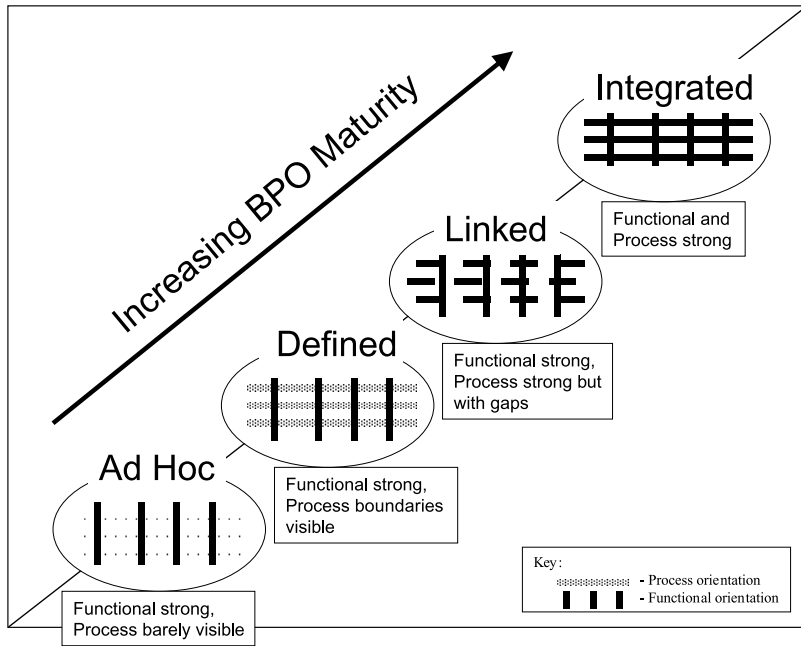 Increasing BPO Maturity
Integrated
Functional and
Process strong
Linked
Functional strong,
Process strong but
with gaps
Defined
Functional strong,
Process boundaries
visible
Ad Hoc
Functional strong,
Process barely visible
Key:
- Process orientation
- Functional orientation